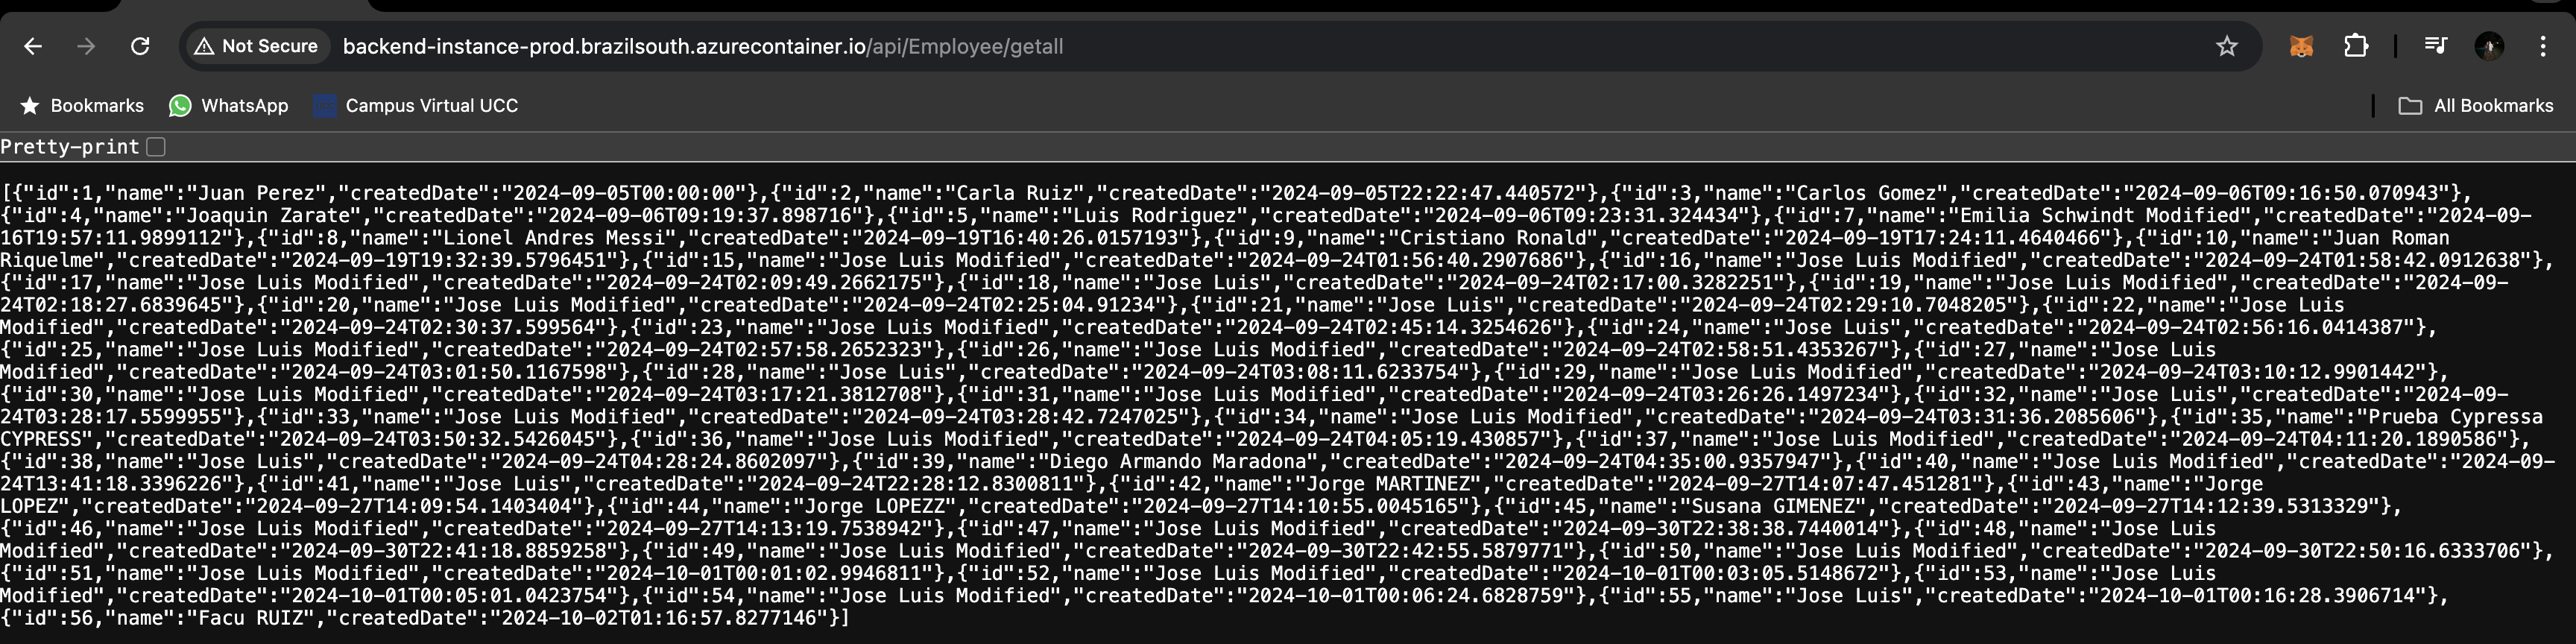 Not Secure backend-instance-prod.brazilsouth.azurecontainer.io/api/Employee/getall
Bookmarks WhatsApp Campus Virtual UCC All Bookmarks
Pretty-print
[{"id":1,"name":"Juan Perez","createdDate":"2024-09-05T00:00:00"},{"id":2,"name":"Carla Ruiz","createdDate":"2024-09-05T22:22:47.440572"},{"id":3,"name":"Carlos Gomez","createdDate":"2024-09-06T09:16:50.070943"},
{"id":4,"name":"Joaquin Zarate","createdDate":"2024-09-06T09:19:37.898716"},{"id":5,"name":"Luis Rodriguez","createdDate":"2024-09-06T09:23:31.324434"},{"id":7,"name":"Emilia Schwindt Modified","createdDate":"2024-09-
16T19:57:11.9899112"},{"id":8,"name":"Lionel Andres Messi","createdDate":"2024-09-19T16:40:26.0157193"},{"id":9,"name":"Cristiano Ronald","createdDate":"2024-09-19T17:24:11.4640466"},{"id":10,"name":"Juan Roman
Riquelme","createdDate":"2024-09-19T19:32:39.5796451"},{"id":15,"name":"Jose Luis Modified","createdDate":"2024-09-24T01:56:40.2907686"},{"id":16,"name":"Jose Luis Modified","createdDate":"2024-09-24T01:58:42.0912638"},
{"id":17,"name":"Jose Luis Modified","createdDate":"2024-09-24T02:09:49.2662175"},{"id":18,"name":"Jose Luis","createdDate":"2024-09-24T02:17:00.3282251"},{"id":19,"name":"Jose Luis Modified","createdDate":"2024-09-
24T02:18:27.6839645"},{"id":20,"name":"Jose Luis Modified","createdDate":"2024-09-24T02:25:04.91234"},{"id":21,"name":"Jose Luis","createdDate":"2024-09-24T02:29:10.7048205"},{"id":22,"name":"Jose Luis
Modified","createdDate":"2024-09-24T02:30:37.599564"},{"id":23,"name":"Jose Luis Modified","createdDate":"2024-09-24T02:45:14.3254626"},{"id":24,"name":"Jose Luis","createdDate":"2024-09-24T02:56:16.0414387"},
{"id":25,"name":"Jose Luis Modified","createdDate":"2024-09-24T02:57:58.2652323"},{"id":26,"name":"Jose Luis Modified","createdDate":"2024-09-24T02:58:51.4353267"},{"id":27,"name":"Jose Luis
Modified","createdDate":"2024-09-24T03:01:50.1167598"},{"id":28,"name":"Jose Luis","createdDate":"2024-09-24T03:08:11.6233754"},{"id":29,"name":"Jose Luis Modified","createdDate":"2024-09-24T03:10:12.9901442"},
{"id":30,"name":"Jose Luis Modified","createdDate":"2024-09-24T03:17:21.3812708"},{"id":31,"name":"Jose Luis Modified","createdDate":"2024-09-24T03:26:26.1497234"},{"id":32,"name":"Jose Luis","createdDate":"2024-09-
24T03:28:17.5599955"},{"id":33,"name":"Jose Luis Modified","createdDate":"2024-09-24T03:28:42.7247025"},{"id":34,"name":"Jose Luis Modified","createdDate":"2024-09-24T03:31:36.2085606"},{"id":35,"name":"Prueba Cypressa
CYPRESS","createdDate":"2024-09-24T03:50:32.5426045"},{"id":36,"name":"Jose Luis Modified","createdDate":"2024-09-24T04:05:19.430857"},{"id":37,"name":"Jose Luis Modified","createdDate":"2024-09-24T04:11:20.1890586"},
{"id":38,"name":"Jose Luis","createdDate":"2024-09-24T04:28:24.8602097"},{"id":39,"name":"Diego Armando Maradona","createdDate":"2024-09-24T04:35:00.9357947"},{"id":40,"name":"Jose Luis Modified","createdDate":"2024-09-
24T13:41:18.3396226"},{"id":41,"name":"Jose Luis","createdDate":"2024-09-24T22:28:12.8300811"},{"id":42,"name":"Jorge MARTINEZ","createdDate":"2024-09-27T14:07:47.451281"},{"id":43,"name":"Jorge
LOPEZ","createdDate":"2024-09-27T14:09:54.1403404"},{"id":44,"name":"Jorge LOPEZZ","createdDate":"2024-09-27T14:10:55.0045165"},{"id":45,"name":"Susana GIMENEZ","createdDate":"2024-09-27T14:12:39.5313329"},
{"id":46,"name":"Jose Luis Modified","createdDate":"2024-09-27T14:13:19.7538942"},{"id":47,"name":"Jose Luis Modified","createdDate":"2024-09-30T22:38:38.7440014"},{"id":48,"name":"Jose Luis
Modified","createdDate":"2024-09-30T22:41:18.8859258"},{"id":49,"name":"Jose Luis Modified","createdDate":"2024-09-30T22:42:55.5879771"},{"id":50,"name":"Jose Luis Modified","createdDate":"2024-09-30T22:50:16.6333706"},
{"id":51,"name":"Jose Luis Modified","createdDate":"2024-10-01T00:01:02.9946811"},{"id":52,"name":"Jose Luis Modified","createdDate":"2024-10-01T00:03:05.5148672"},{"id":53,"name":"Jose Luis
Modified","createdDate":"2024-10-01T00:05:01.0423754"},{"id":54,"name":"Jose Luis Modified","createdDate":"2024-10-01T00:06:24.6828759"},{"id":55,"name":"Jose Luis","createdDate":"2024-10-01T00:16:28.3906714"},
{"id":56,"name":"Facu RUIZ","createdDate":"2024-10-02T01:16:57.8277146"}]